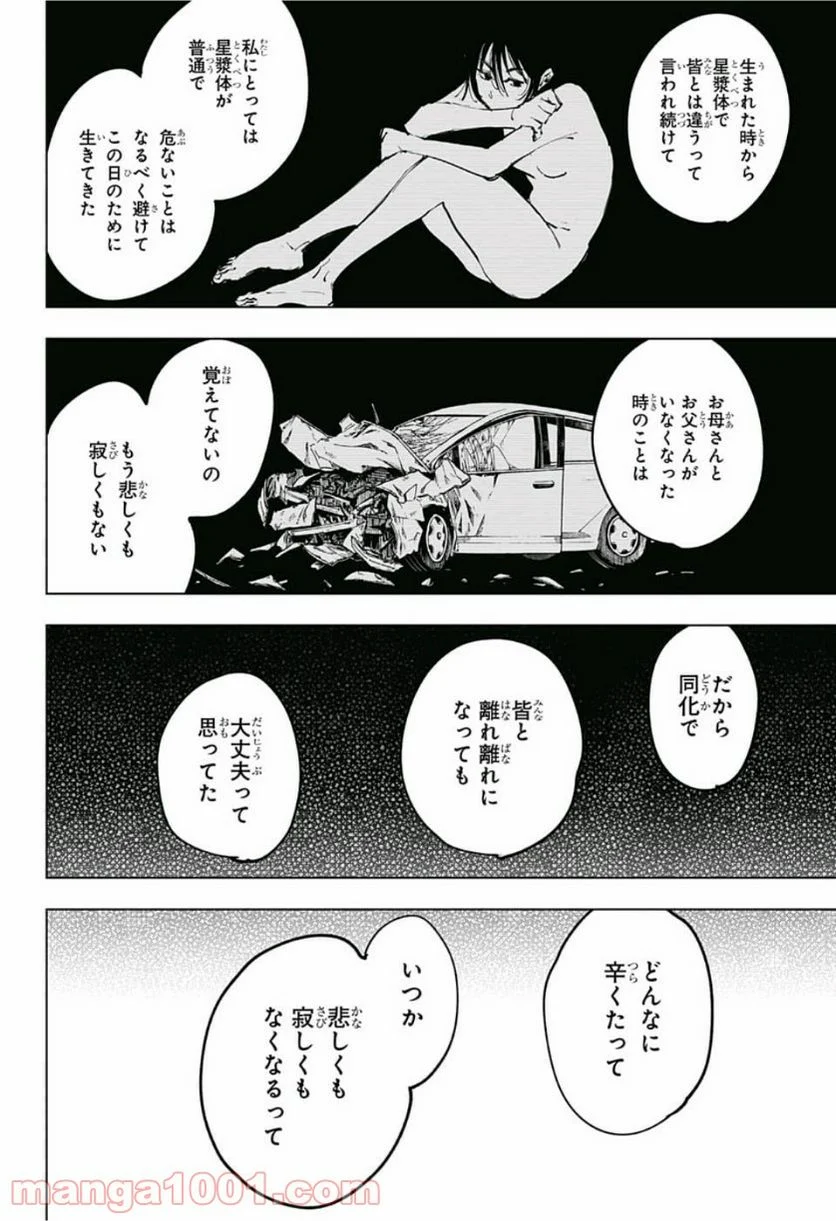 生まれた時から
星漿体で
皆とは違うって
言われ続けて
私にとっては
星漿体が
普通で
危ないことは
なるべく避けて
この日のために
生きてきた
お母さんと
お父さんが
いなくなった
時のことは
覚えてないの
もう悲しくも
寂しくもない
だから
同化で
皆と
離れ離れに
なっても
大丈夫って
思ってた
どんなに
辛くたって
いつか
悲しくも
寂しくも
なくなるって
manga1001.com